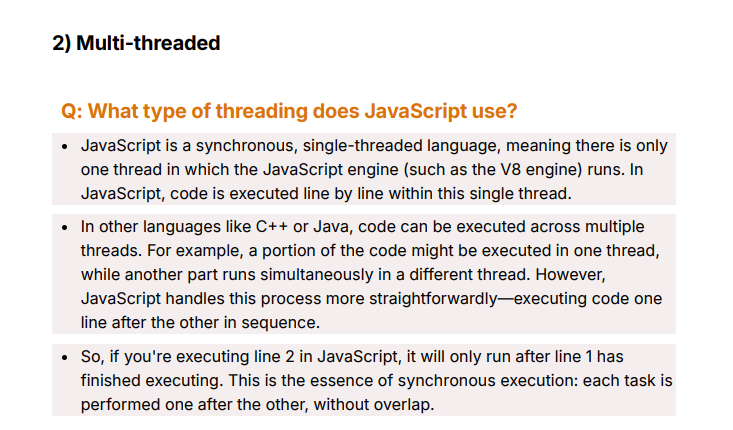 2) Multi-threaded
Q: What type of threading does JavaScript use?
• JavaScript is a synchronous, single-threaded language, meaning there is only
one thread in which the JavaScript engine (such as the V8 engine) runs. In
JavaScript, code is executed line by line within this single thread.
• In other languages like C++ or Java, code can be executed across multiple
threads. For example, a portion of the code might be executed in one thread,
while another part runs simultaneously in a different thread. However,
JavaScript handles this process more straightforwardly—executing code one
line after the other in sequence.
• So, if you're executing line 2 in JavaScript, it will only run after line 1 has
finished executing. This is the essence of synchronous execution: each task is
performed one after the other, without overlap.